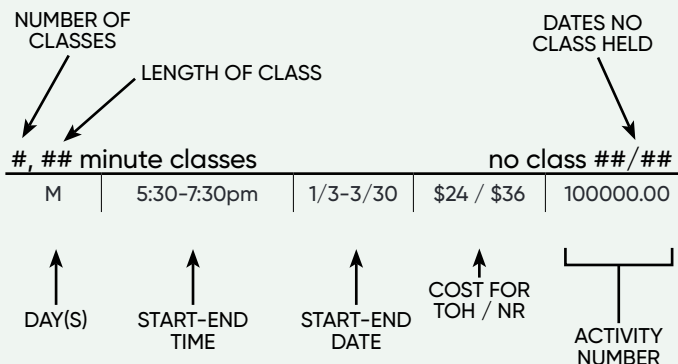 NUMBER OF
CLASSES
LENGTH OF CLASS
DATES NO
CLASS HELD
#, ## minute classes
no class ##/##
M
5:30-7:30pm
1/3-3/30
$24 / $36
100000.00
DAY(S)
START-END
TIME
START-END
DATE
COST FOR
TOH / NR
ACTIVITY
NUMBER